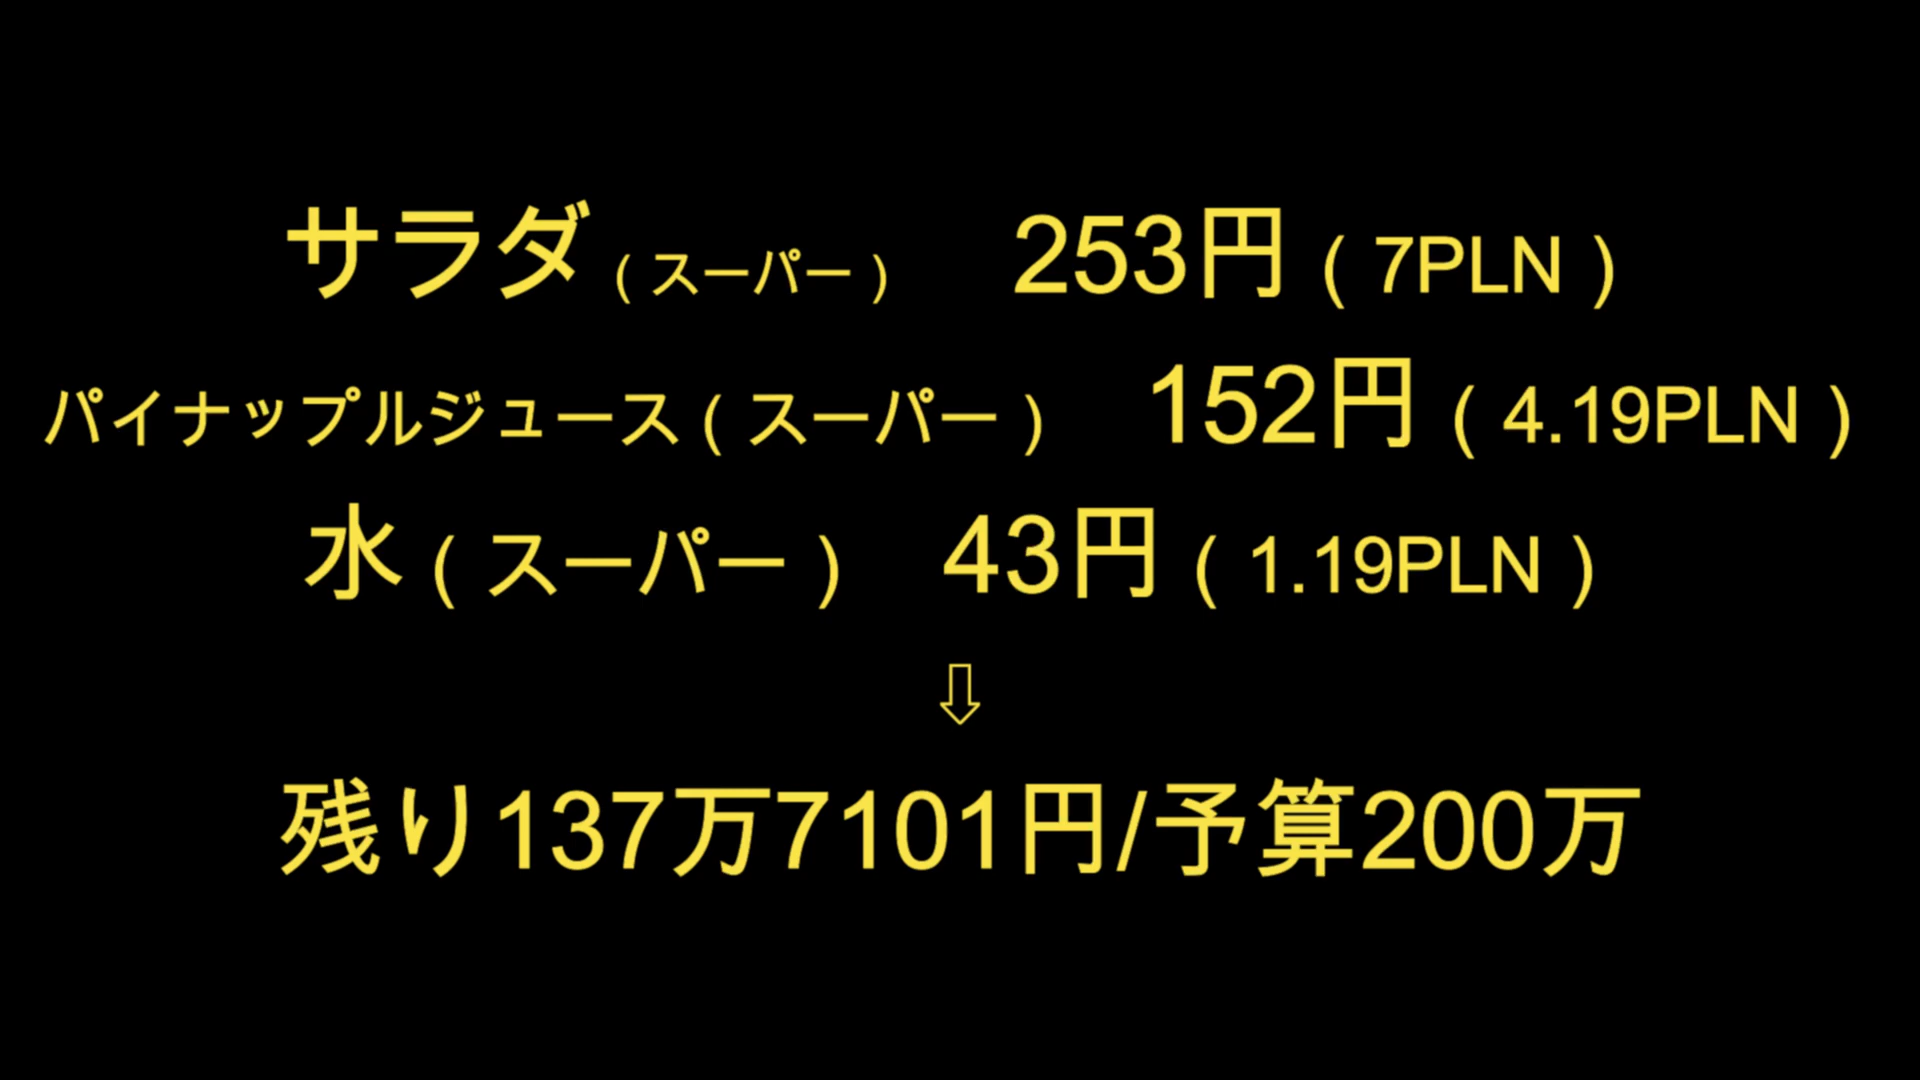 サラダ(スーパー) 253円(7PLN)
パイナップルジュース(スーパー) 152円(4.19PLN)
水(スーパー) 43円(1.19PLN)
⇩
残り137万7101円/予算200万